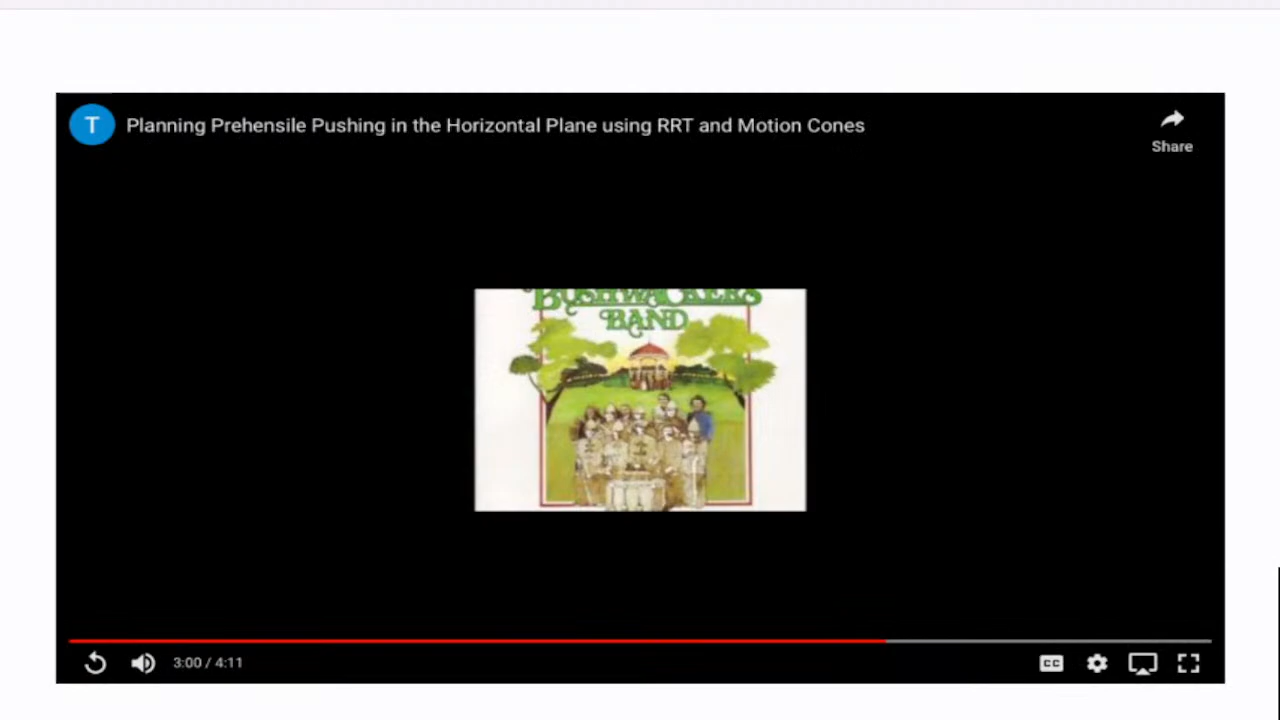 T
Planning Prehensile Pushing in the Horizontal Plane using RRT and Motion Cones
Share
BUSHWACKERS
BAND
3:00 / 4:11
CC